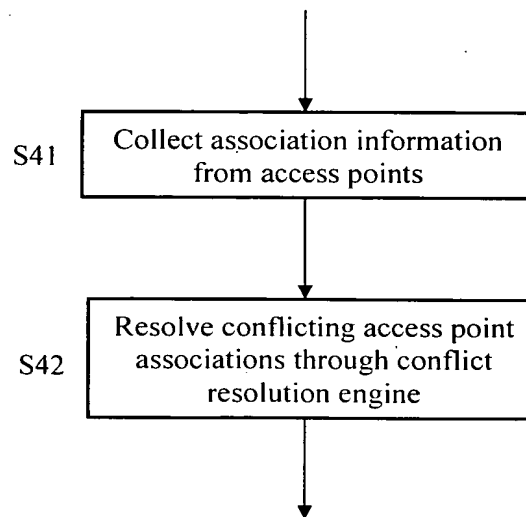 S41
Collect association information
from access points
S42
Resolve conflicting access point
associations through conflict
resolution engine